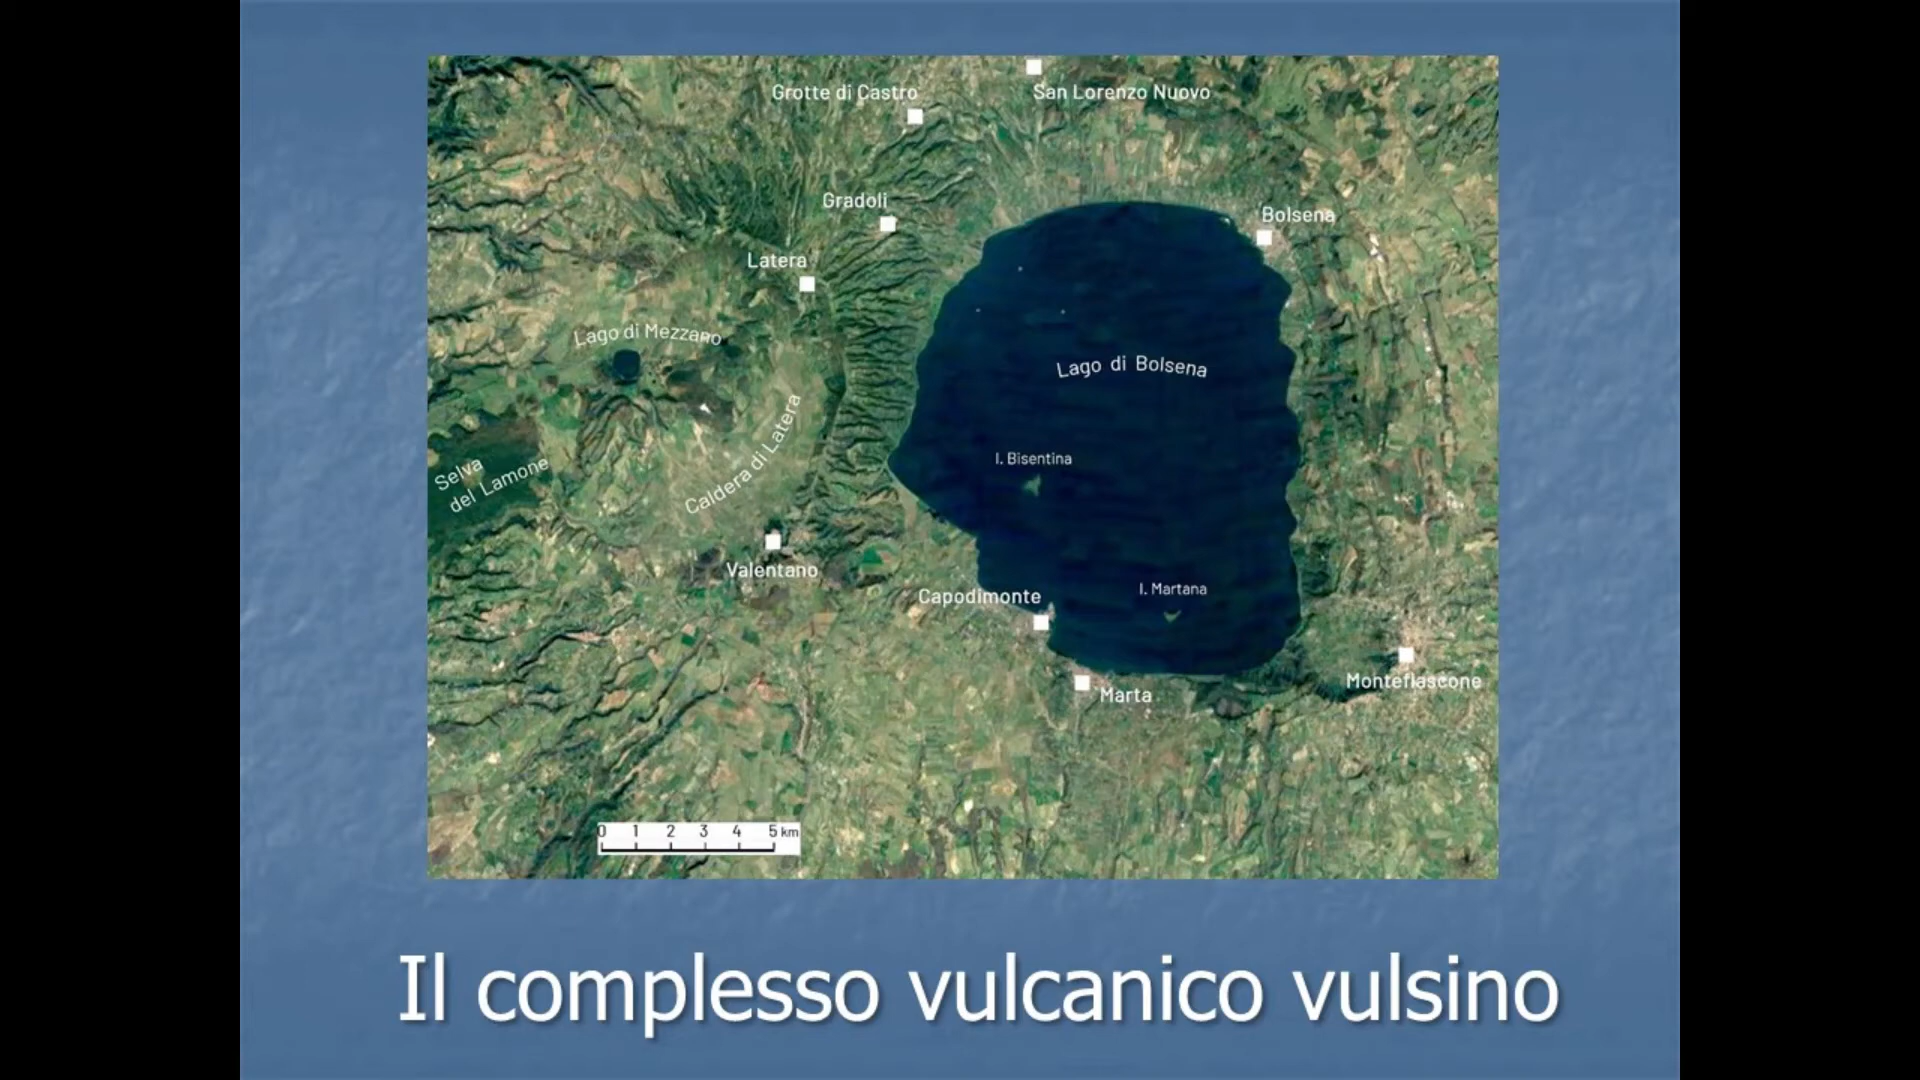 Grotte di Castro
San Lorenzo Nuovo
Gradoli
Bolsena
Latera
Lago di Mezzano
Lago di Bolsena
Caldera di Latera
I. Bisentina
Selva
del Lamone
Valentano
Capodimonte
I. Martana
Montefiascone
Marta
0 1 2 3 4 5 km
Il complesso vulcanico vulsino